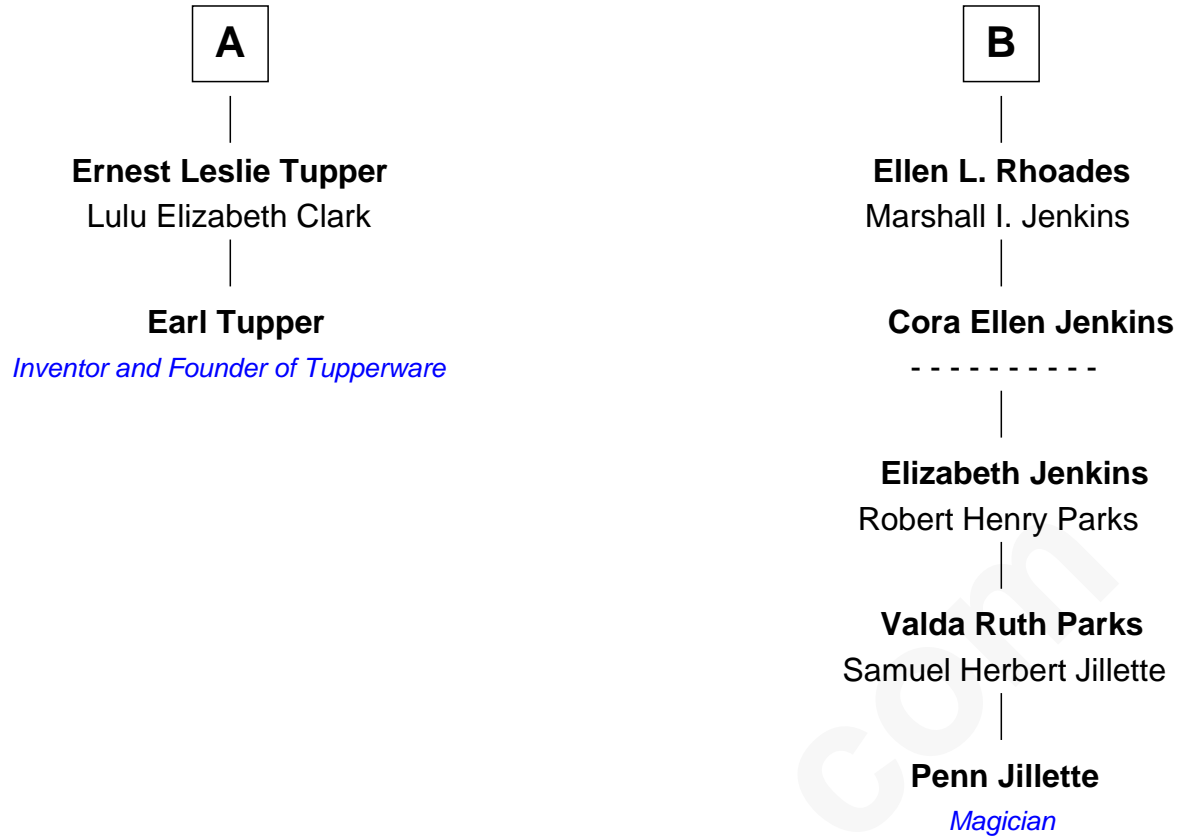 A
Ernest Leslie Tupper
Lulu Elizabeth Clark
Earl Tupper
Inventor and Founder of Tupperware
B
Ellen L. Rhoades
Marshall I. Jenkins
Cora Ellen Jenkins
- - - - - - - - - -
Elizabeth Jenkins
Robert Henry Parks
Valda Ruth Parks
Samuel Herbert Jillette
Penn Jillette
Magician
com